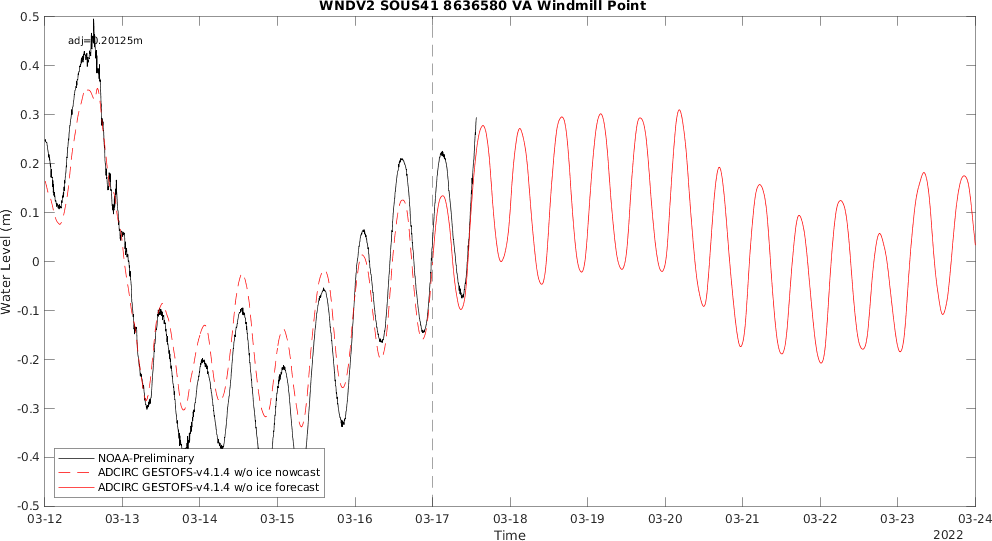 WNDV2 SOUS41 8636580 VA Windmill Point
adj=0.20125m
Water Level (m)
0.5
0.4
0.3
0.2
0.1
0
-0.1
-0.2
-0.3
-0.4
-0.5
NOAA-Preliminary
ADCIRC GESTOFS-v4.1.4 w/o ice nowcast
ADCIRC GESTOFS-v4.1.4 w/o ice forecast
03-12 03-13 03-14 03-15 03-16 03-17 03-18 03-19 03-20 03-21 03-22 03-23 03-24
Time
2022